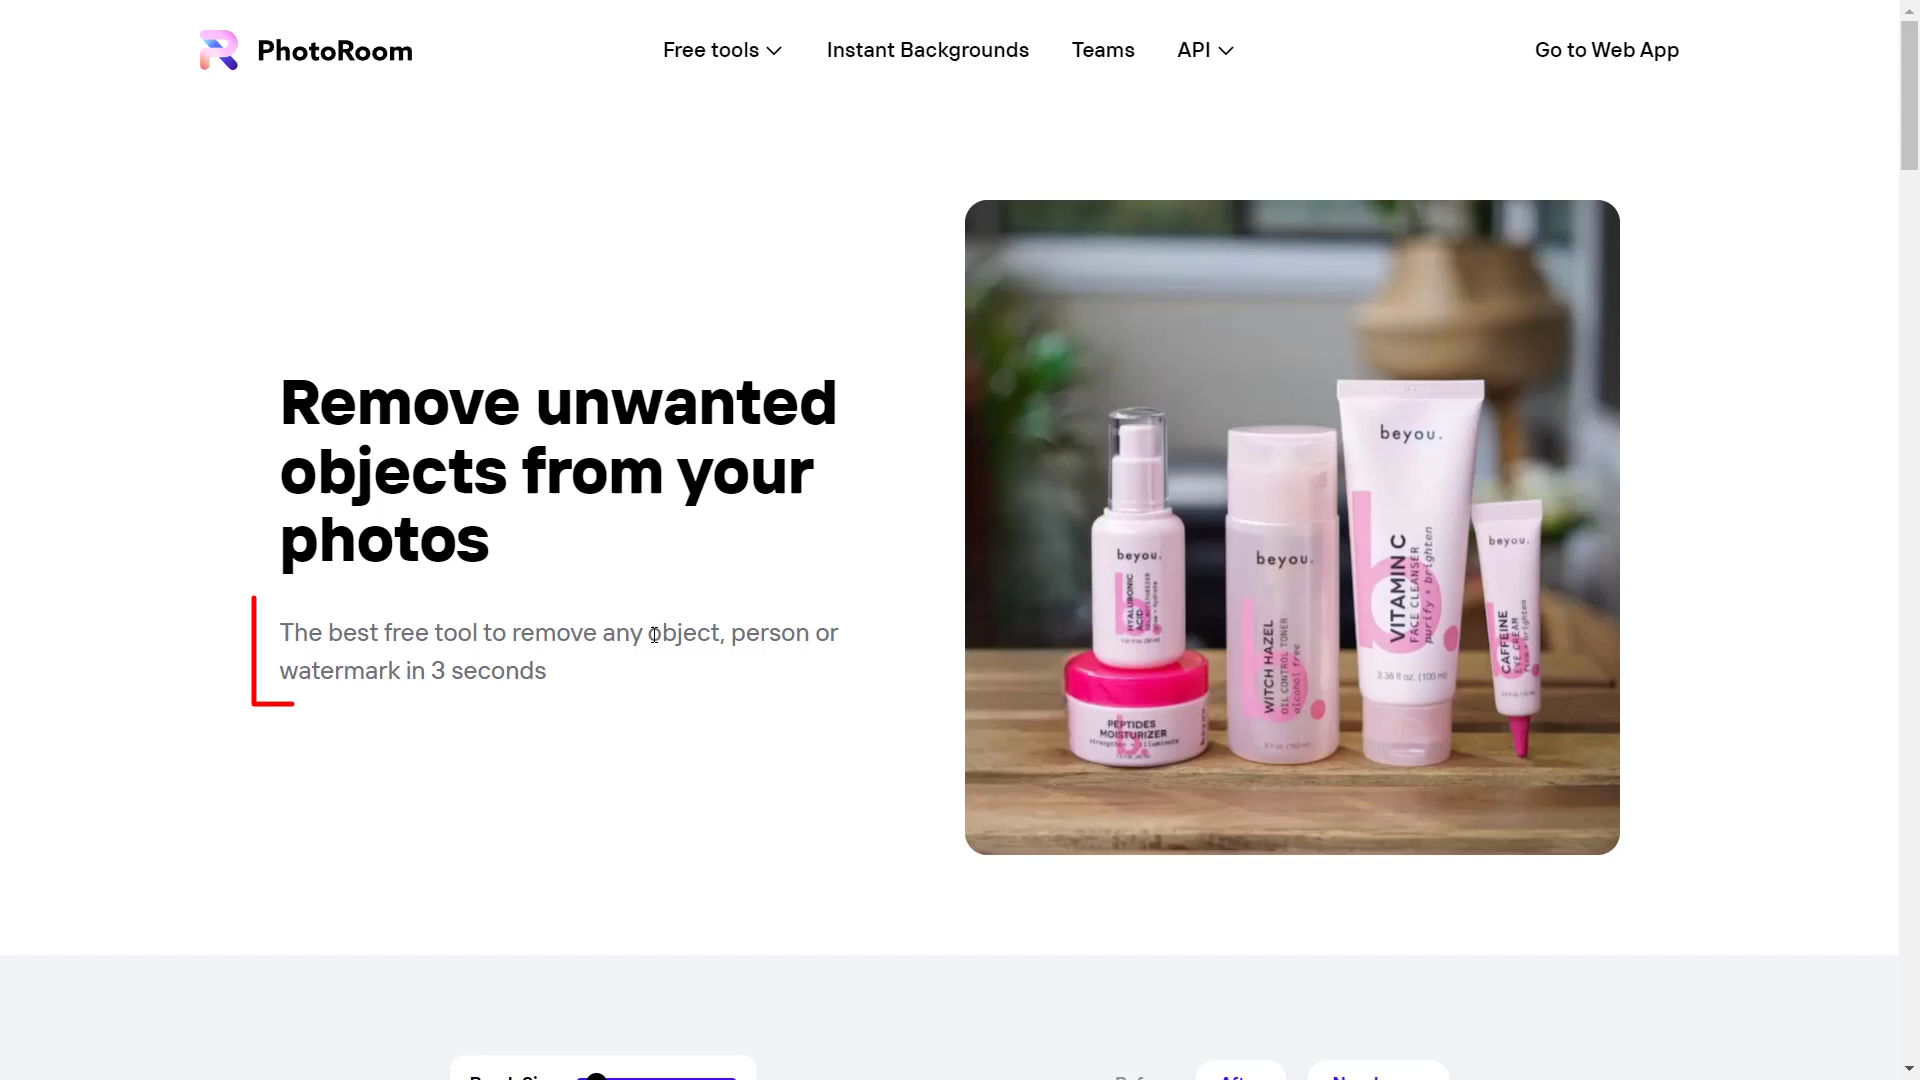 PhotoRoom
Free tools
Instant Backgrounds
Teams
API
Go to Web App
Remove unwanted
objects from your
photos
The best free tool to remove any object, person or
watermark in 3 seconds
beyou.
HYALURONIC
ACID
PEPTIDES
MOISTURIZER
strengthen + illuminate
beyou.
WITCH HAZEL
OIL CONTROL TONER
alcohol free
beyou.
VITAMIN C
FACE CLEANSER
purify + brighten
3.38 fl oz. (100 ml)
beyou.
CAFFEINE
EYE CREAM